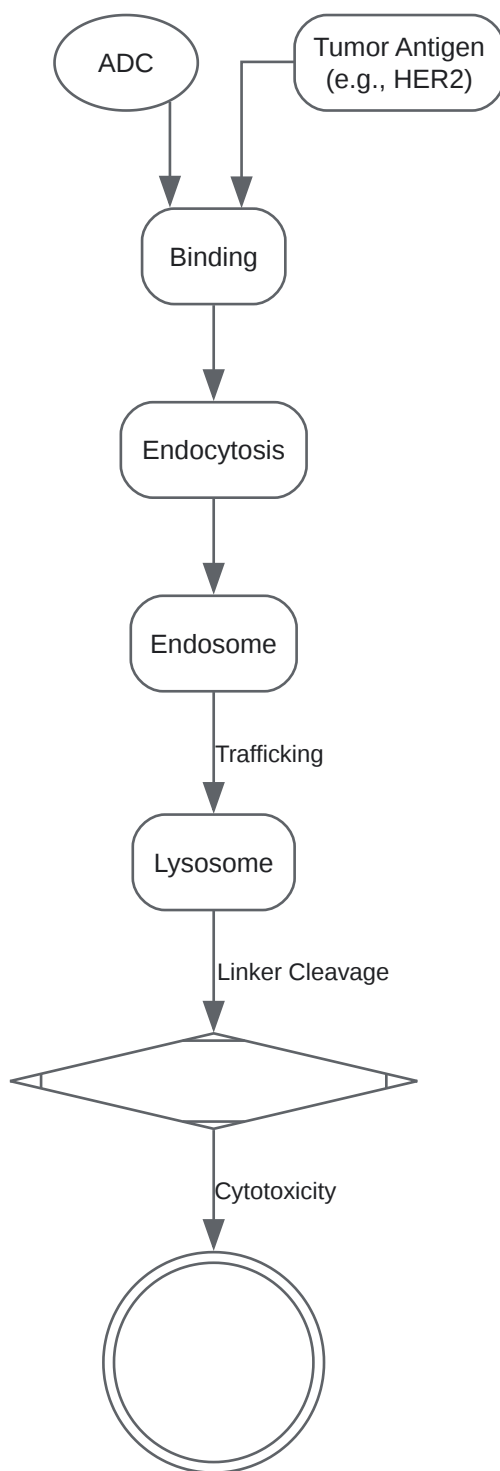 ADC
Tumor Antigen
(e.g., HER2)
Binding
Endocytosis
Endosome
Trafficking
Lysosome
Linker Cleavage
Cytotoxicity